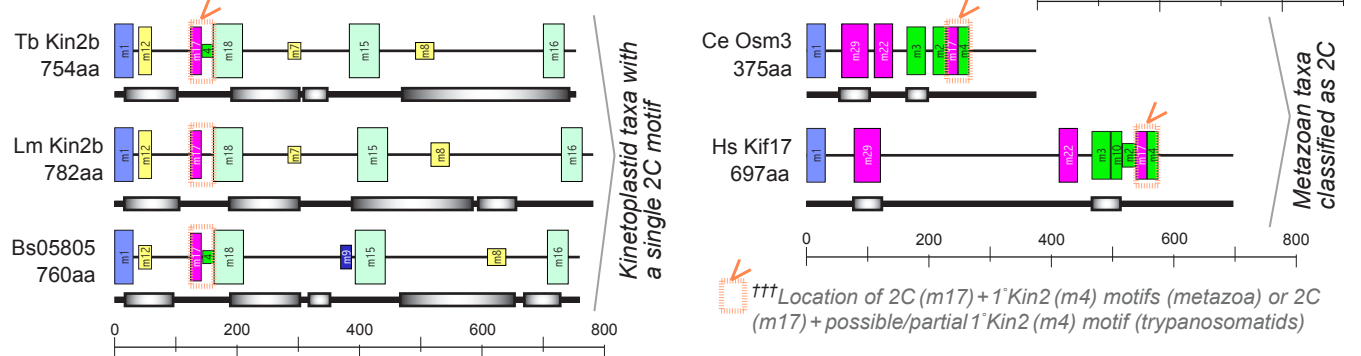 Tb Kin2b
754aa
m1
m12
m17
4
m18
m7
m15
m8
m16
Lm Kin2b
782aa
m1
m12
m17
m18
m7
m15
m8
m16
Bs05805
760aa
m1
m12
m17
4
m18
m9
m15
m8
m16
0 200 400 600 800
Kinetoplastid taxa with
a single 2C motif
Ce Osm3
375aa
m1
m29
m22
m3
m2
m17
m4
Hs Kif17
697aa
m1
m29
m22
m3
m10
m2
m17
m4
0 200 400 600 800
Metazoan taxa
classified as 2C
†††Location of 2C (m17) + 1°Kin2 (m4) motifs (metazoa) or 2C
(m17) + possible/partial 1°Kin2 (m4) motif (trypanosomatids)